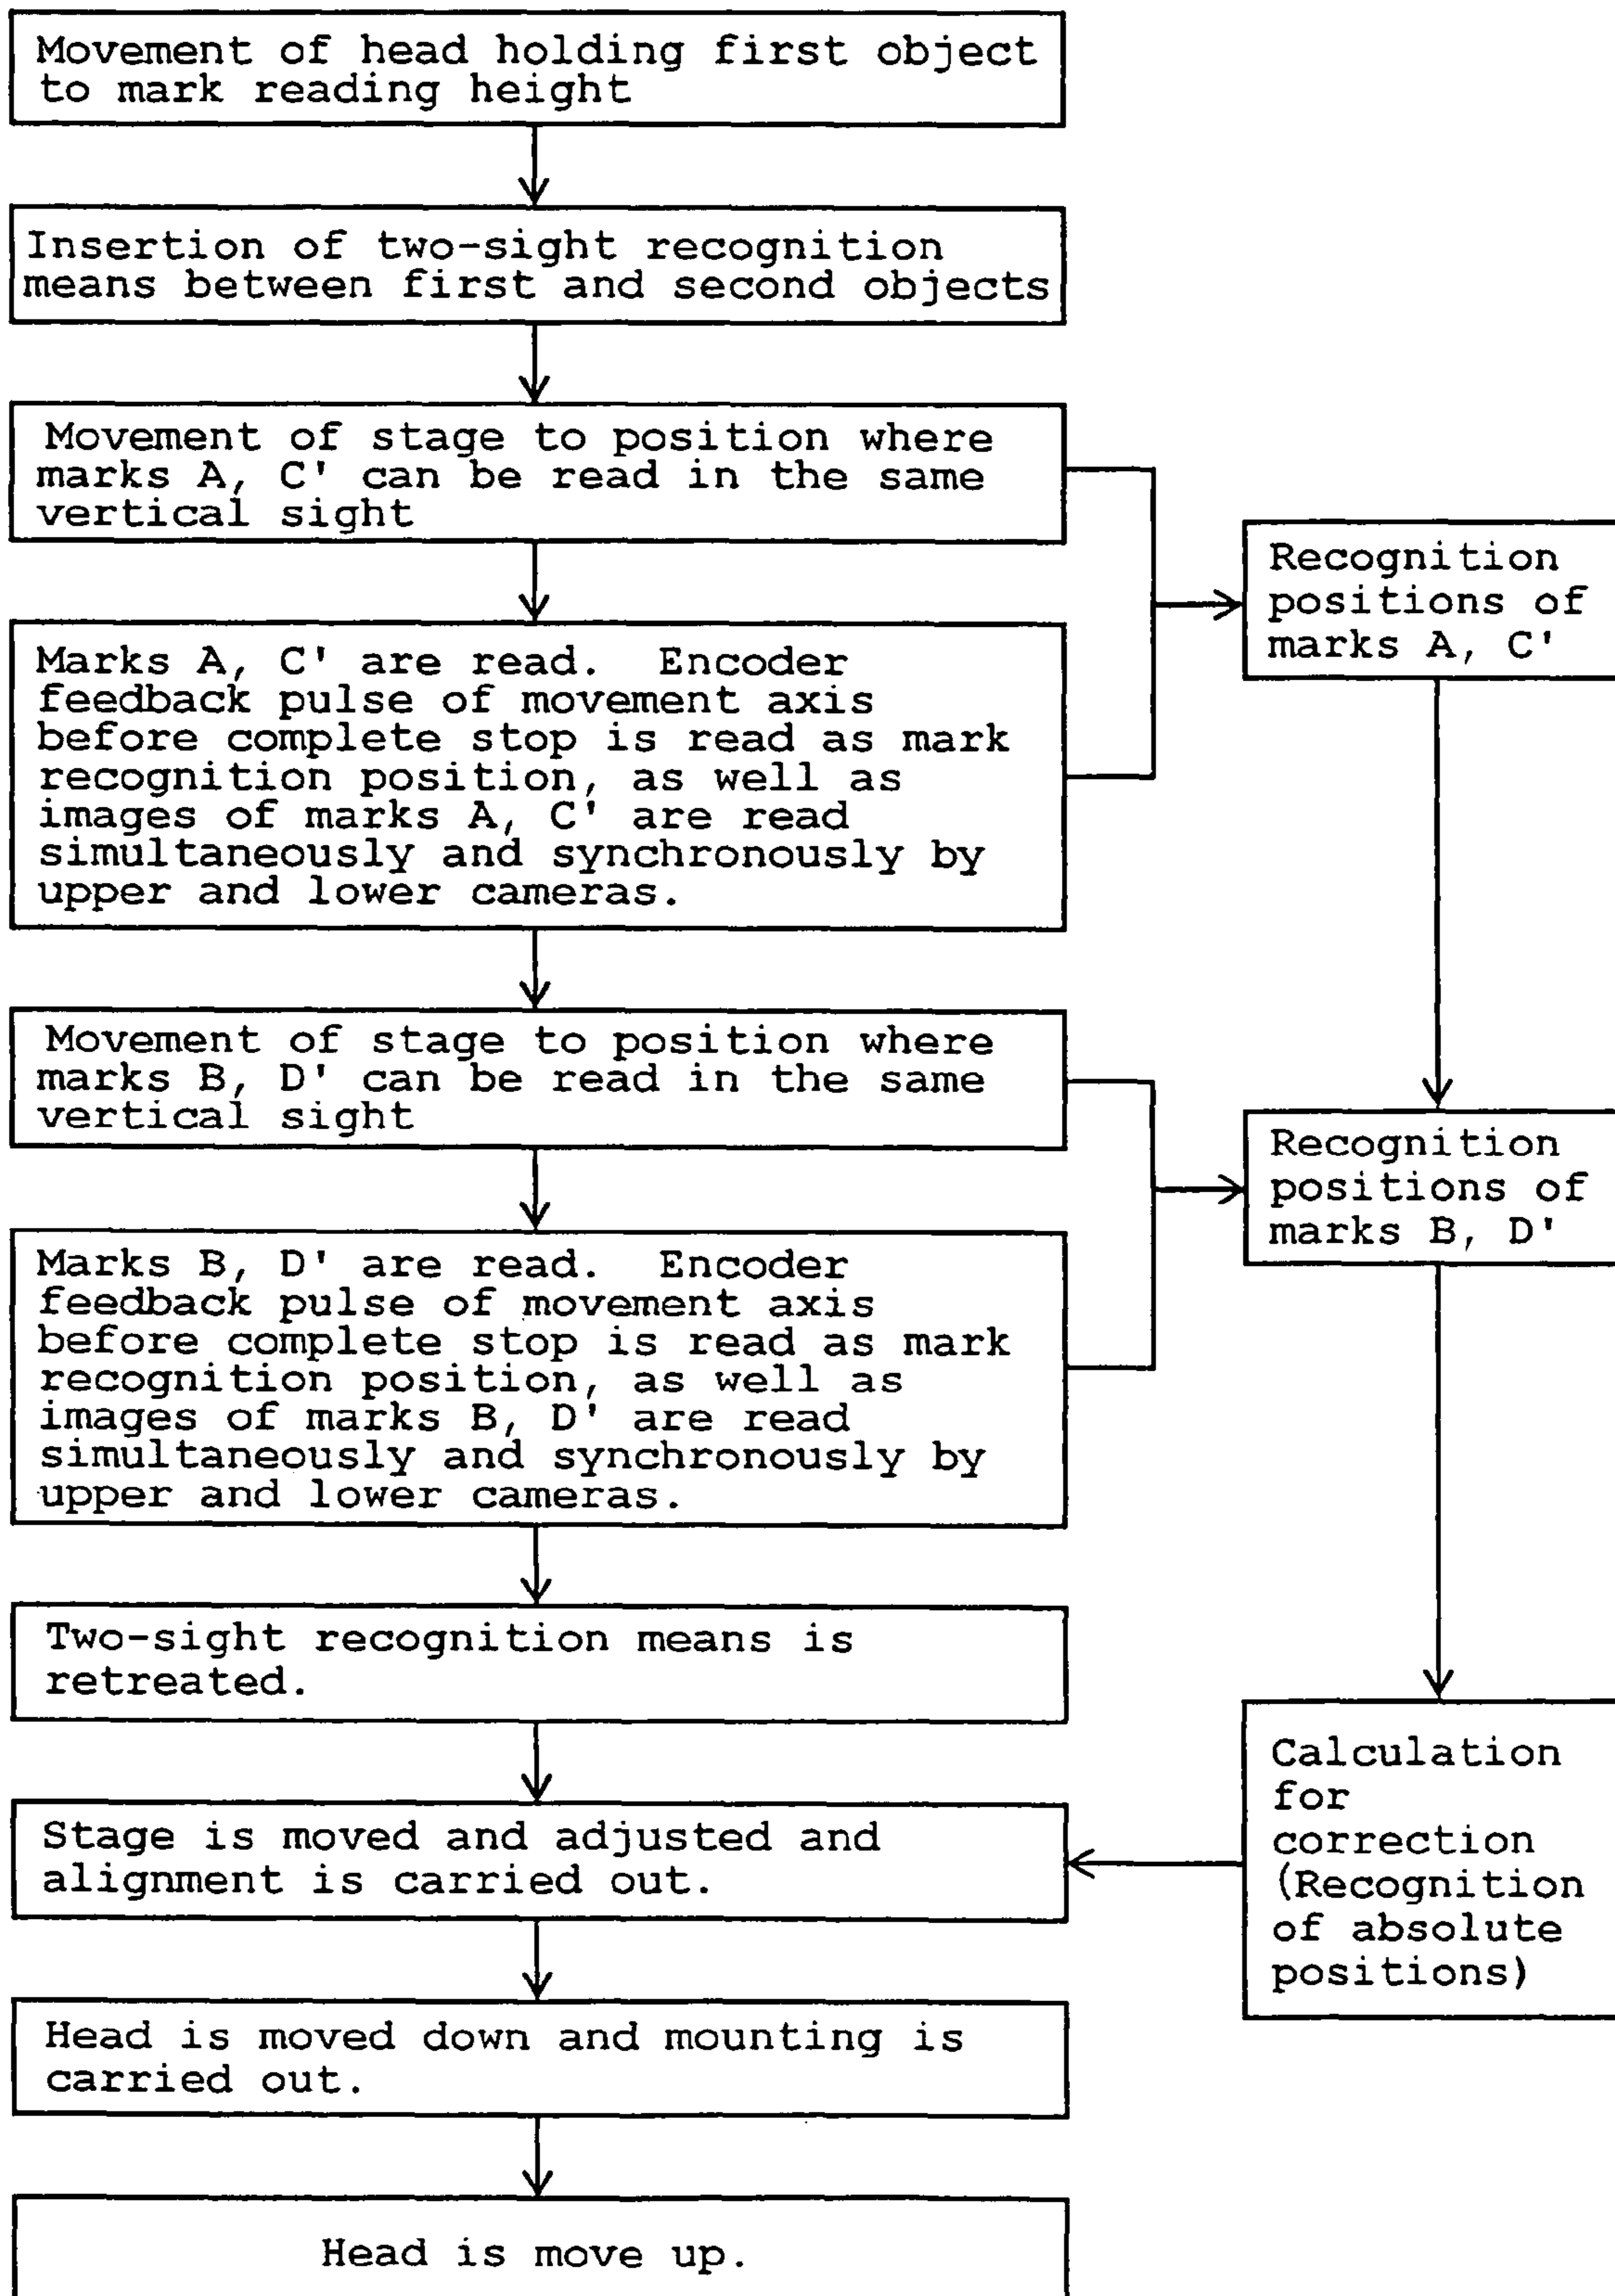 Movement of head holding first object
to mark reading height
Insertion of two-sight recognition
means between first and second objects
Movement of stage to position where
marks A, C' can be read in the same
vertical sight
Recognition
positions of
marks A, C'
Marks A, C' are read. Encoder
feedback pulse of movement axis
before complete stop is read as mark
recognition position, as well as
images of marks A, C' are read
simultaneously and synchronously by
upper and lower cameras.
Movement of stage to position where
marks B, D' can be read in the same
vertical sight
Recognition
positions of
marks B, D'
Marks B, D' are read. Encoder
feedback pulse of movement axis
before complete stop is read as mark
recognition position, as well as
images of marks B, D' are read
simultaneously and synchronously by
upper and lower cameras.
Two-sight recognition means is
retreated.
Calculation
for
correction
(Recognition
of absolute
positions)
Stage is moved and adjusted and
alignment is carried out.
Head is moved down and mounting is
carried out.
Head is move up.